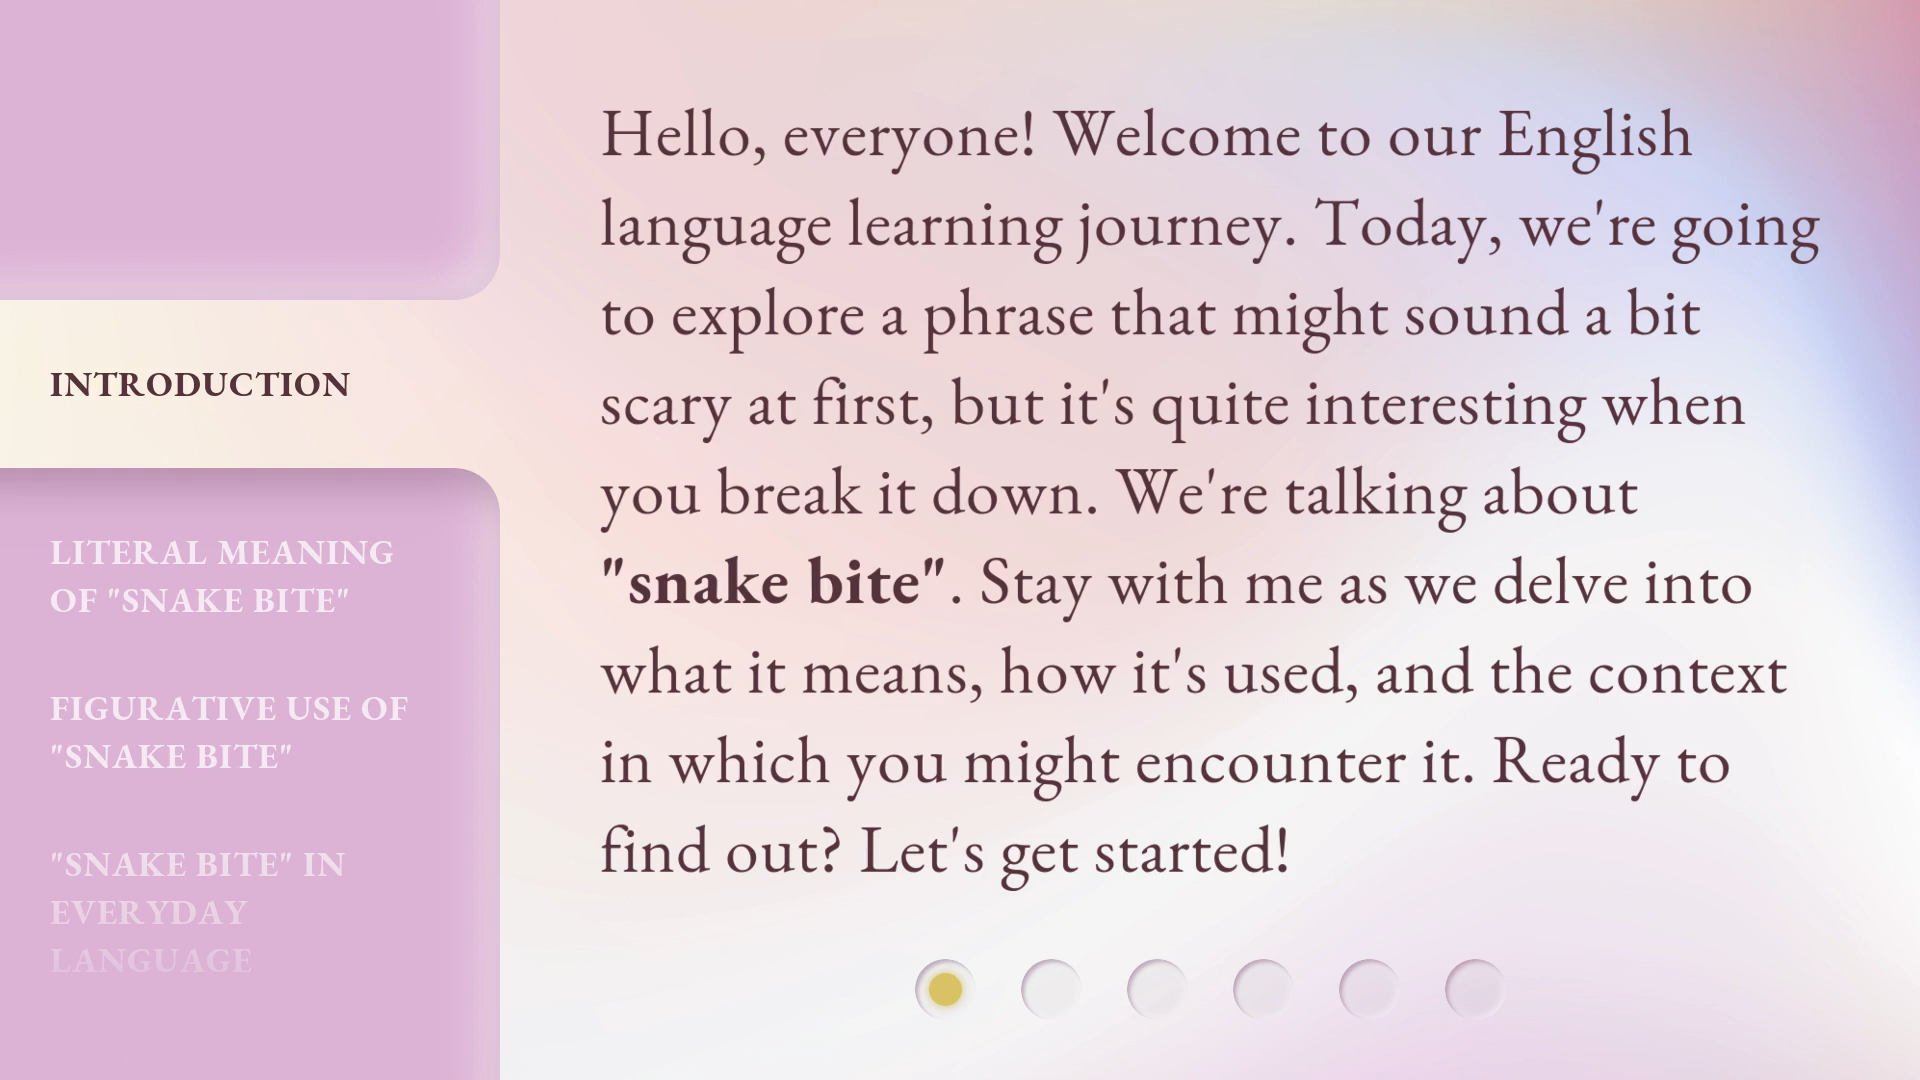 INTRODUCTION
LITERAL MEANING
OF "SNAKE BITE"
FIGURATIVE USE OF
"SNAKE BITE"
"SNAKE BITE" IN
EVERYDAY
LANGUAGE
Hello, everyone! Welcome to our English
language learning journey. Today, we're going
to explore a phrase that might sound a bit
scary at first, but it's quite interesting when
you break it down. We're talking about
"snake bite". Stay with me as we delve into
what it means, how it's used, and the context
in which you might encounter it. Ready to
find out? Let's get started!